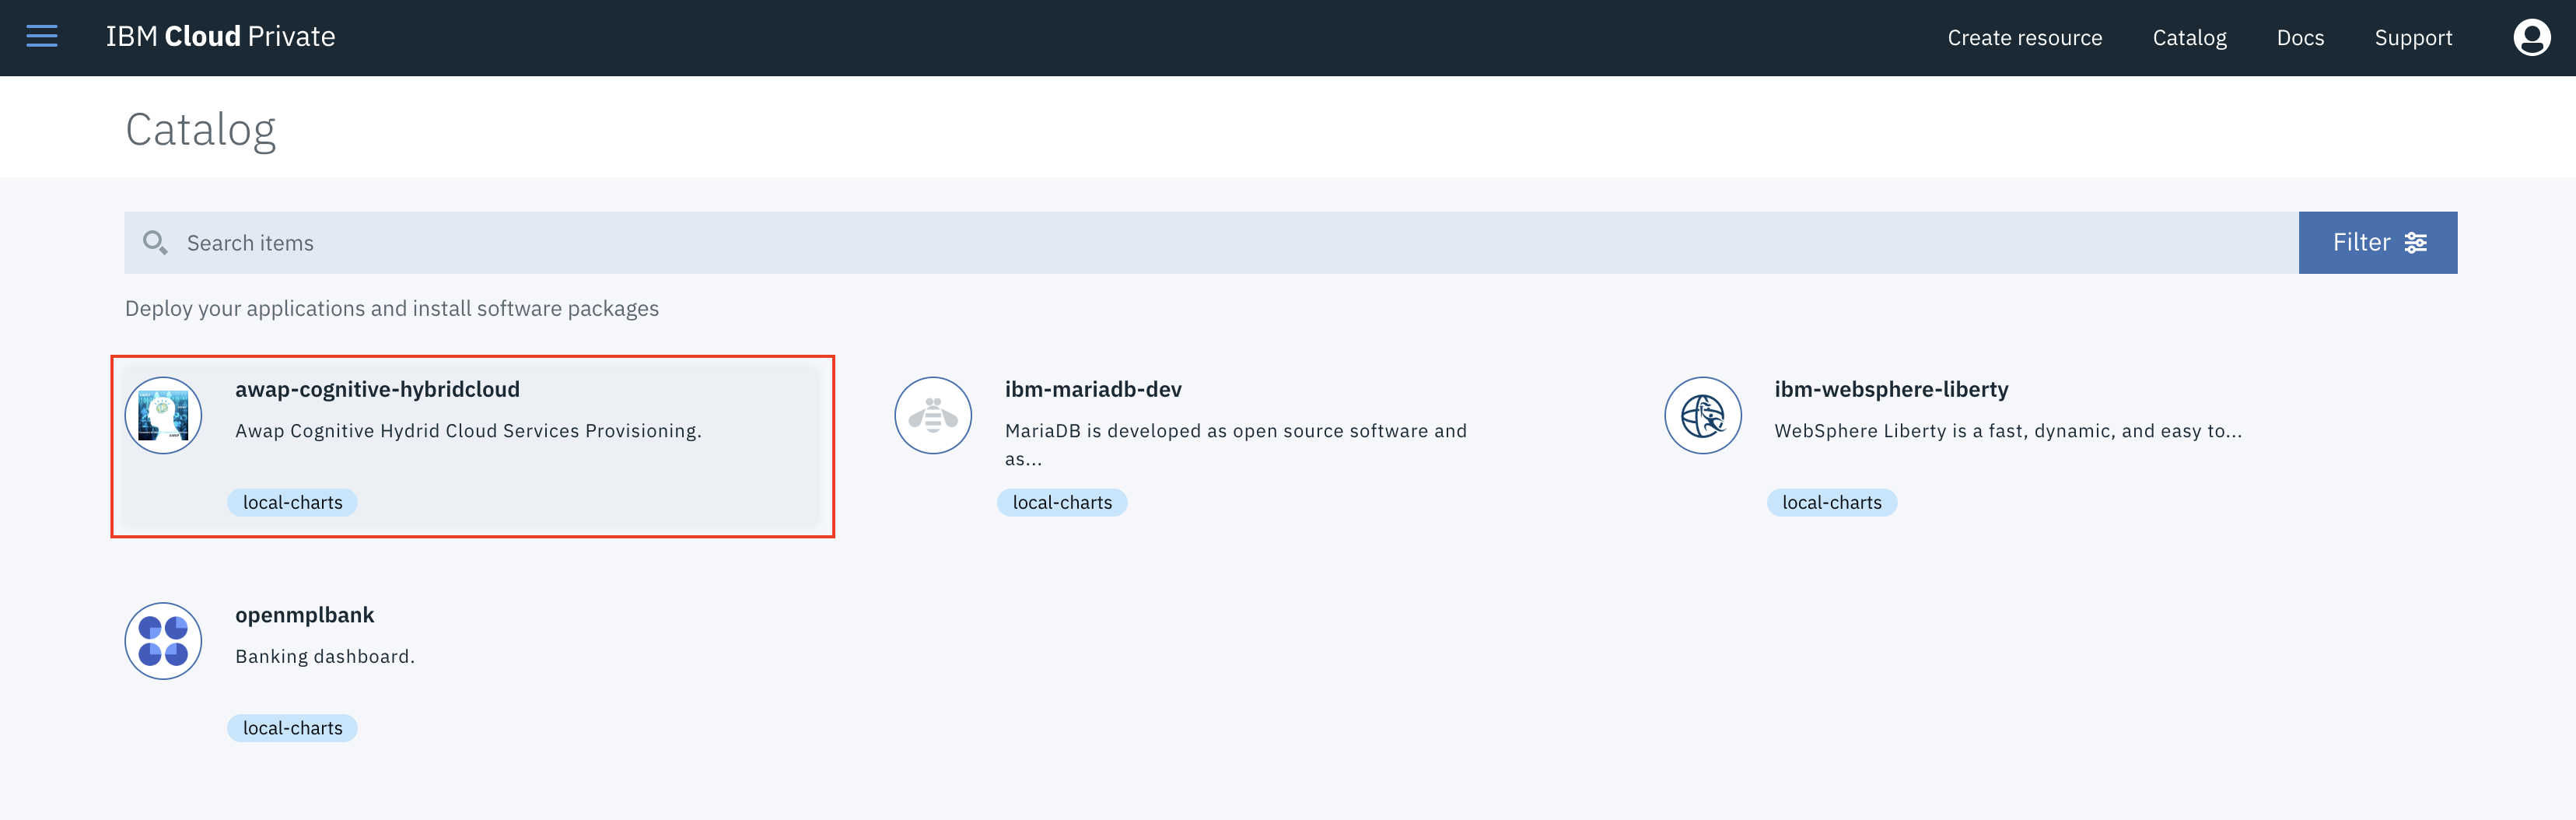 IBM Cloud Private
Create resource
Catalog
Docs
Support
Catalog
Search items
Filter
Deploy your applications and install software packages
awap-cognitive-hybridcloud
Awap Cognitive Hydrid Cloud Services Provisioning.
local-charts
ibm-mariadb-dev
MariaDB is developed as open source software and
as...
local-charts
ibm-websphere-liberty
WebSphere Liberty is a fast, dynamic, and easy to...
local-charts
openmplbank
Banking dashboard.
local-charts